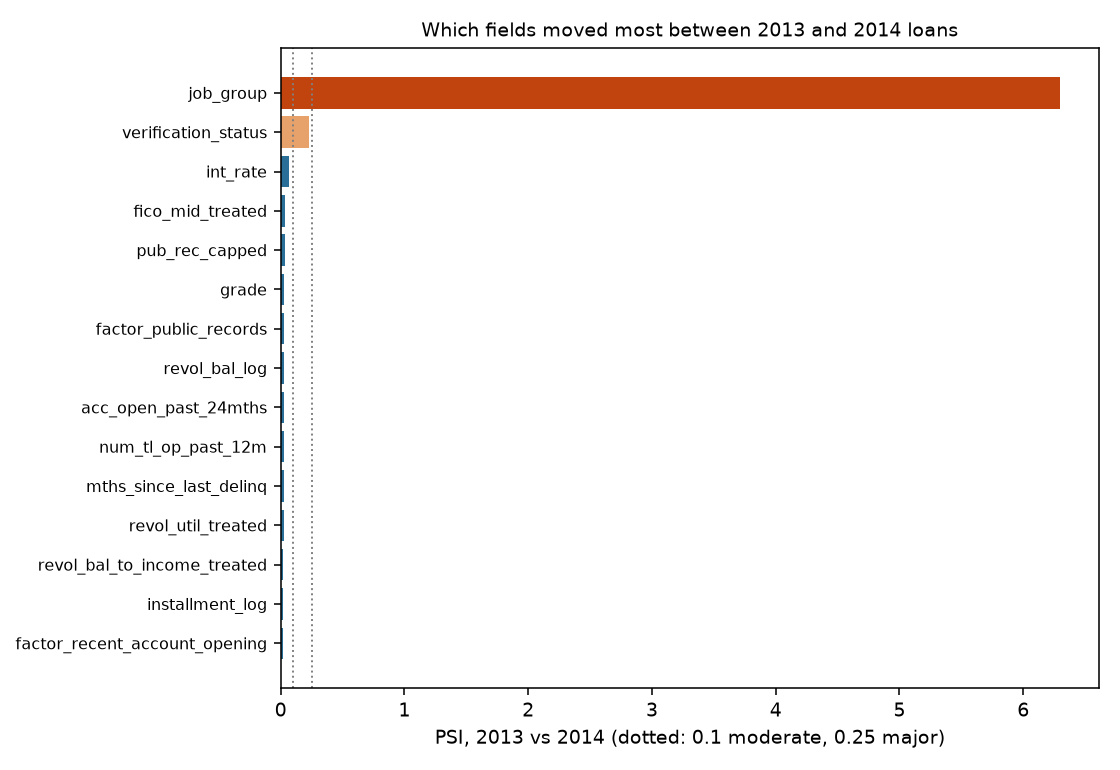 Which fields moved most between 2013 and 2014 loans
job_group
verification_status
int_rate
fico_mid_treated
pub_rec_capped
grade
factor_public_records
revol_bal_log
acc_open_past_24mths
num_tl_op_past_12m
mths_since_last_delinq
revol_util_treated
revol_bal_to_income_treated
installment_log
factor_recent_account_opening
0 1 2 3 4 5 6
PSI, 2013 vs 2014 (dotted: 0.1 moderate, 0.25 major)